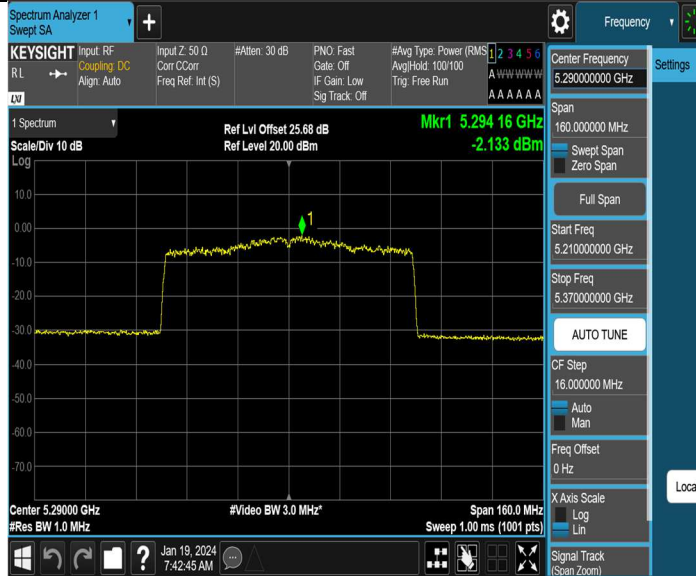 Spectrum Analyzer 1
Swept SA
Frequency
KEYSIGHT
RL
LXI
Input: RF
Coupling: DC
Align: Auto
Input Z: 50 Ω
Corr CCorr
Freq Ref: Int (S)
#Atten: 30 dB
PNO: Fast
Gate: Off
IF Gain: Low
Sig Track: Off
#Avg Type: Power (RMS
Avg|Hold: 100/100
Trig: Free Run
1 2 3 4 5 6
A W W W W W
A A A A A A
1 Spectrum
Scale/Div 10 dB
Log
Ref Lvl Offset 25.68 dB
Ref Level 20.00 dBm
Mkr1 5.294 16 GHz
-2.133 dBm
1
10.0
0.00
-10.0
-20.0
-30.0
-40.0
-50.0
-60.0
-70.0
Center 5.29000 GHz
#Res BW 1.0 MHz
#Video BW 3.0 MHz*
Span 160.0 MHz
Sweep 1.00 ms (1001 pts)
?
Jan 19, 2024
7:42:45 AM
Center Frequency
5.290000000 GHz
Span
160.000000 MHz
Swept Span
Zero Span
Full Span
Start Freq
5.210000000 GHz
Stop Freq
5.370000000 GHz
AUTO TUNE
CF Step
16.000000 MHz
Auto
Man
Freq Offset
0 Hz
X Axis Scale
Log
Lin
Signal Track
(Span Zoom)
Settings
Loca